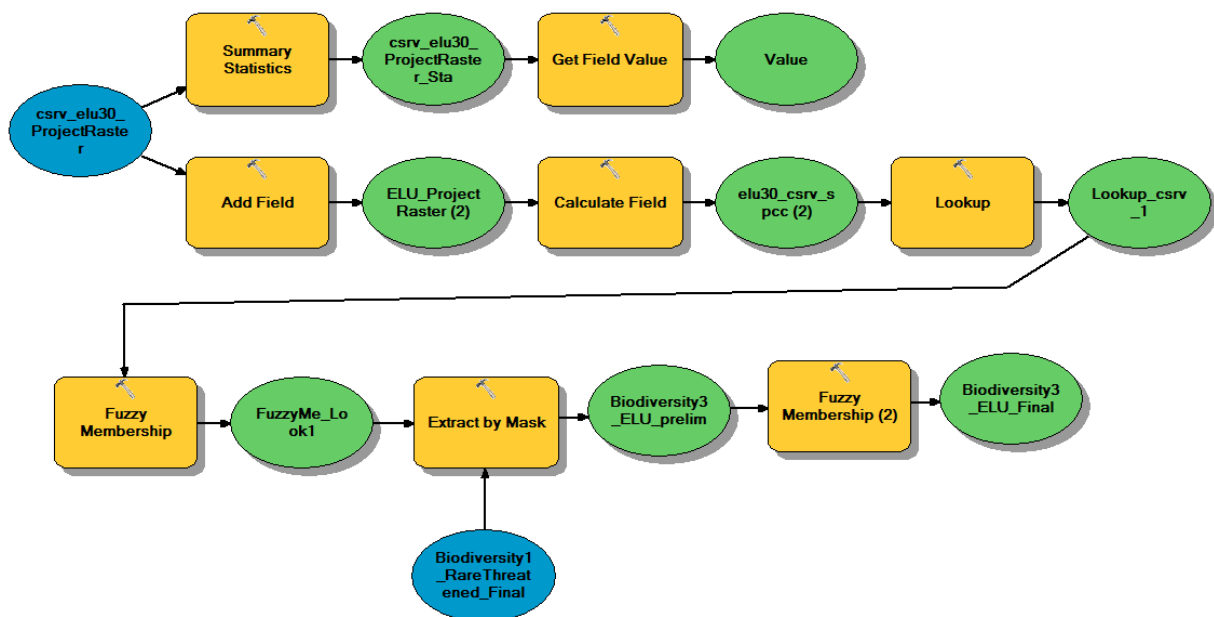 Summary
Statistics
csrv_elu30_
ProjectRaste
r_Sta
Get Field Value
Value
csrv_elu30_
ProjectRaste
r
Add Field
ELU_Project
Raster (2)
Calculate Field
elu30_csrv_s
pcc (2)
Lookup
Lookup_csrv
_1
Fuzzy
Membership
FuzzyMe_Lo
ok1
Extract by Mask
Biodiversity3
_ELU_prelim
Fuzzy
Membership (2)
Biodiversity3
_ELU_Final
Biodiversity1
_RareThreat
ened_Final